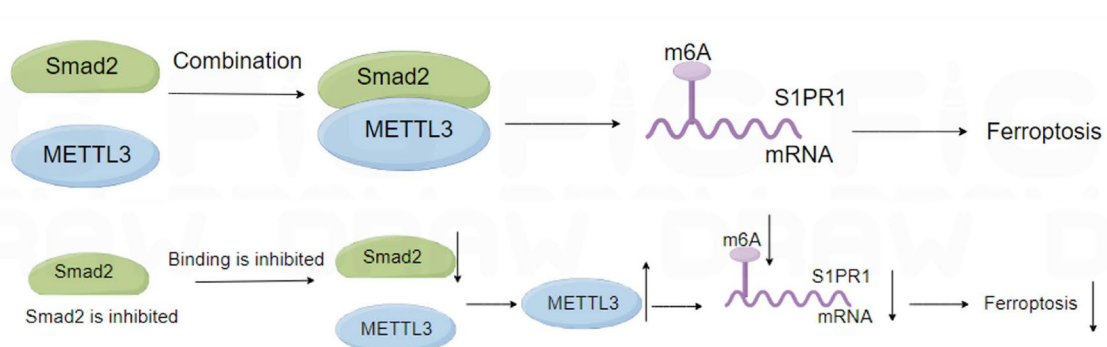 Smad2
Combination
Smad2
METTL3
METTL3
m6A
S1PR1
mRNA
Ferroptosis
Smad2
Smad2 is inhibited
Binding is inhibited
Smad2
METTL3
METTL3
m6A
S1PR1
mRNA
Ferroptosis